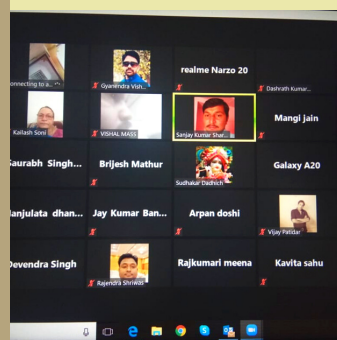 onnecting to a...
Gyanendra Vish...
realme Narzo 20
Dashrath Kumar...
Kailash Soni
VISHAL MASS
Sanjay Kumar Shar...
Mangi jain
Saurabh Singh...
Brijesh Mathur
Sudhakar Dadhich
Galaxy A20
anjulata dhan...
Jay Kumar Ban...
Arpan doshi
Vijay Patidar
Devendra Singh
Rajendra Shriwas
Rajkumari meena
Kavita sahu